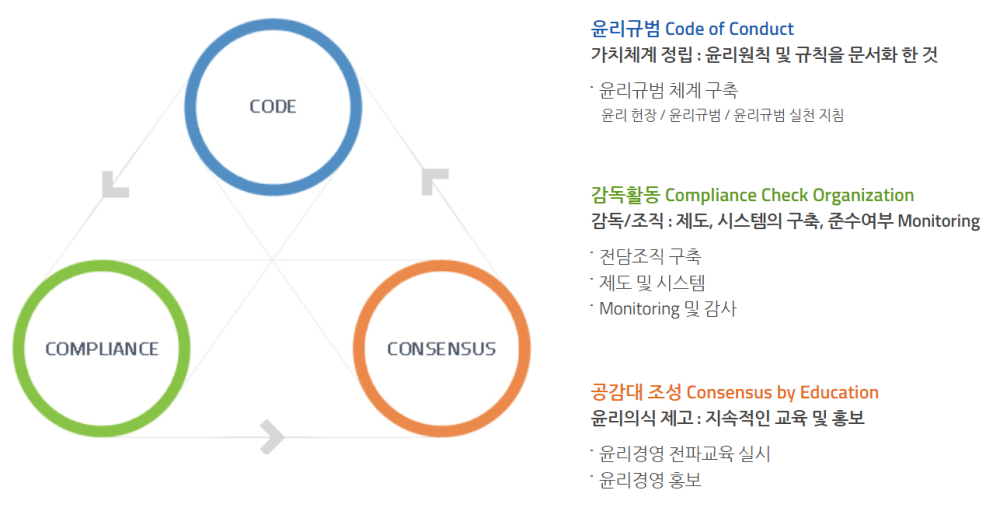 CODE
COMPLIANCE
CONSENSUS
윤리규범 Code of Conduct
가치체계 정립 : 윤리원칙 및 규칙을 문서화 한 것
· 윤리규범 체계 구축
윤리 헌장 / 윤리규범 / 윤리규범 실천 지침
감독활동 Compliance Check Organization
감독/조직 : 제도, 시스템의 구축, 준수여부 Monitoring
· 전담조직 구축
· 제도 및 시스템
· Monitoring 및 감사
공감대 조성 Consensus by Education
윤리의식 제고 : 지속적인 교육 및 홍보
· 윤리경영 전파교육 실시
· 윤리경영 홍보